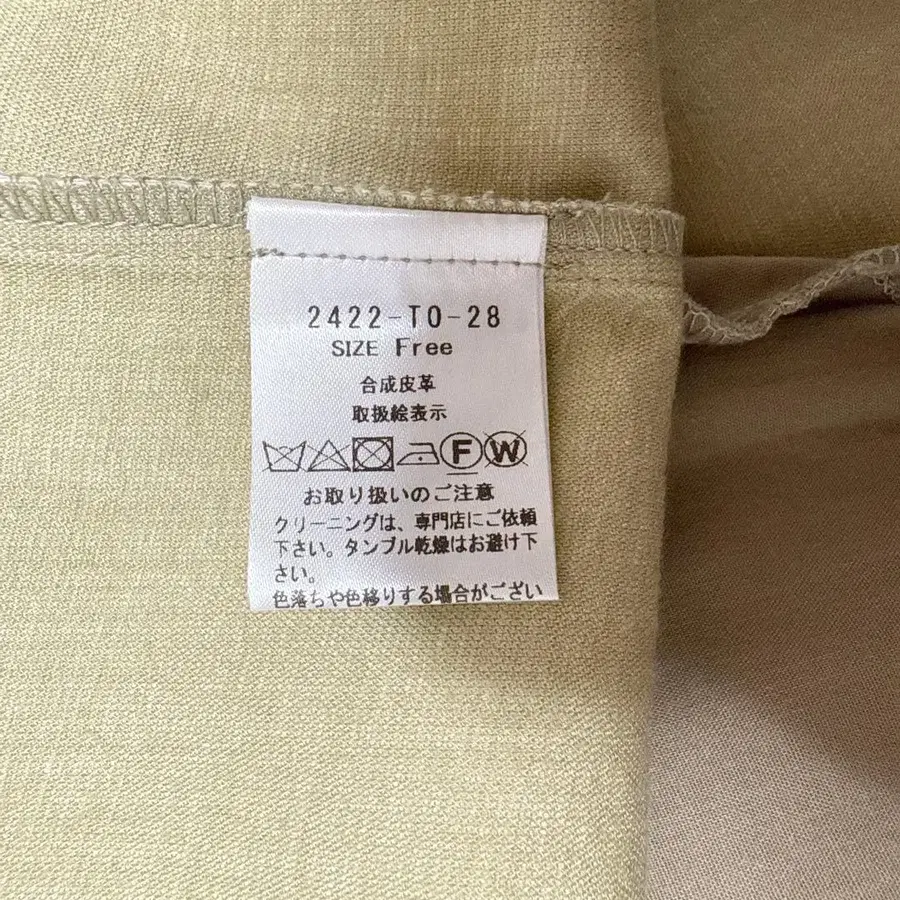 2422-TO-28
SIZE Free
合成皮革
取扱絵表示
F W
お取り扱いのご注意
クリーニングは、専門店にご依頼
下さい。タンブル乾燥はお避け下
さい。
色落ちや色移りする場合がござい